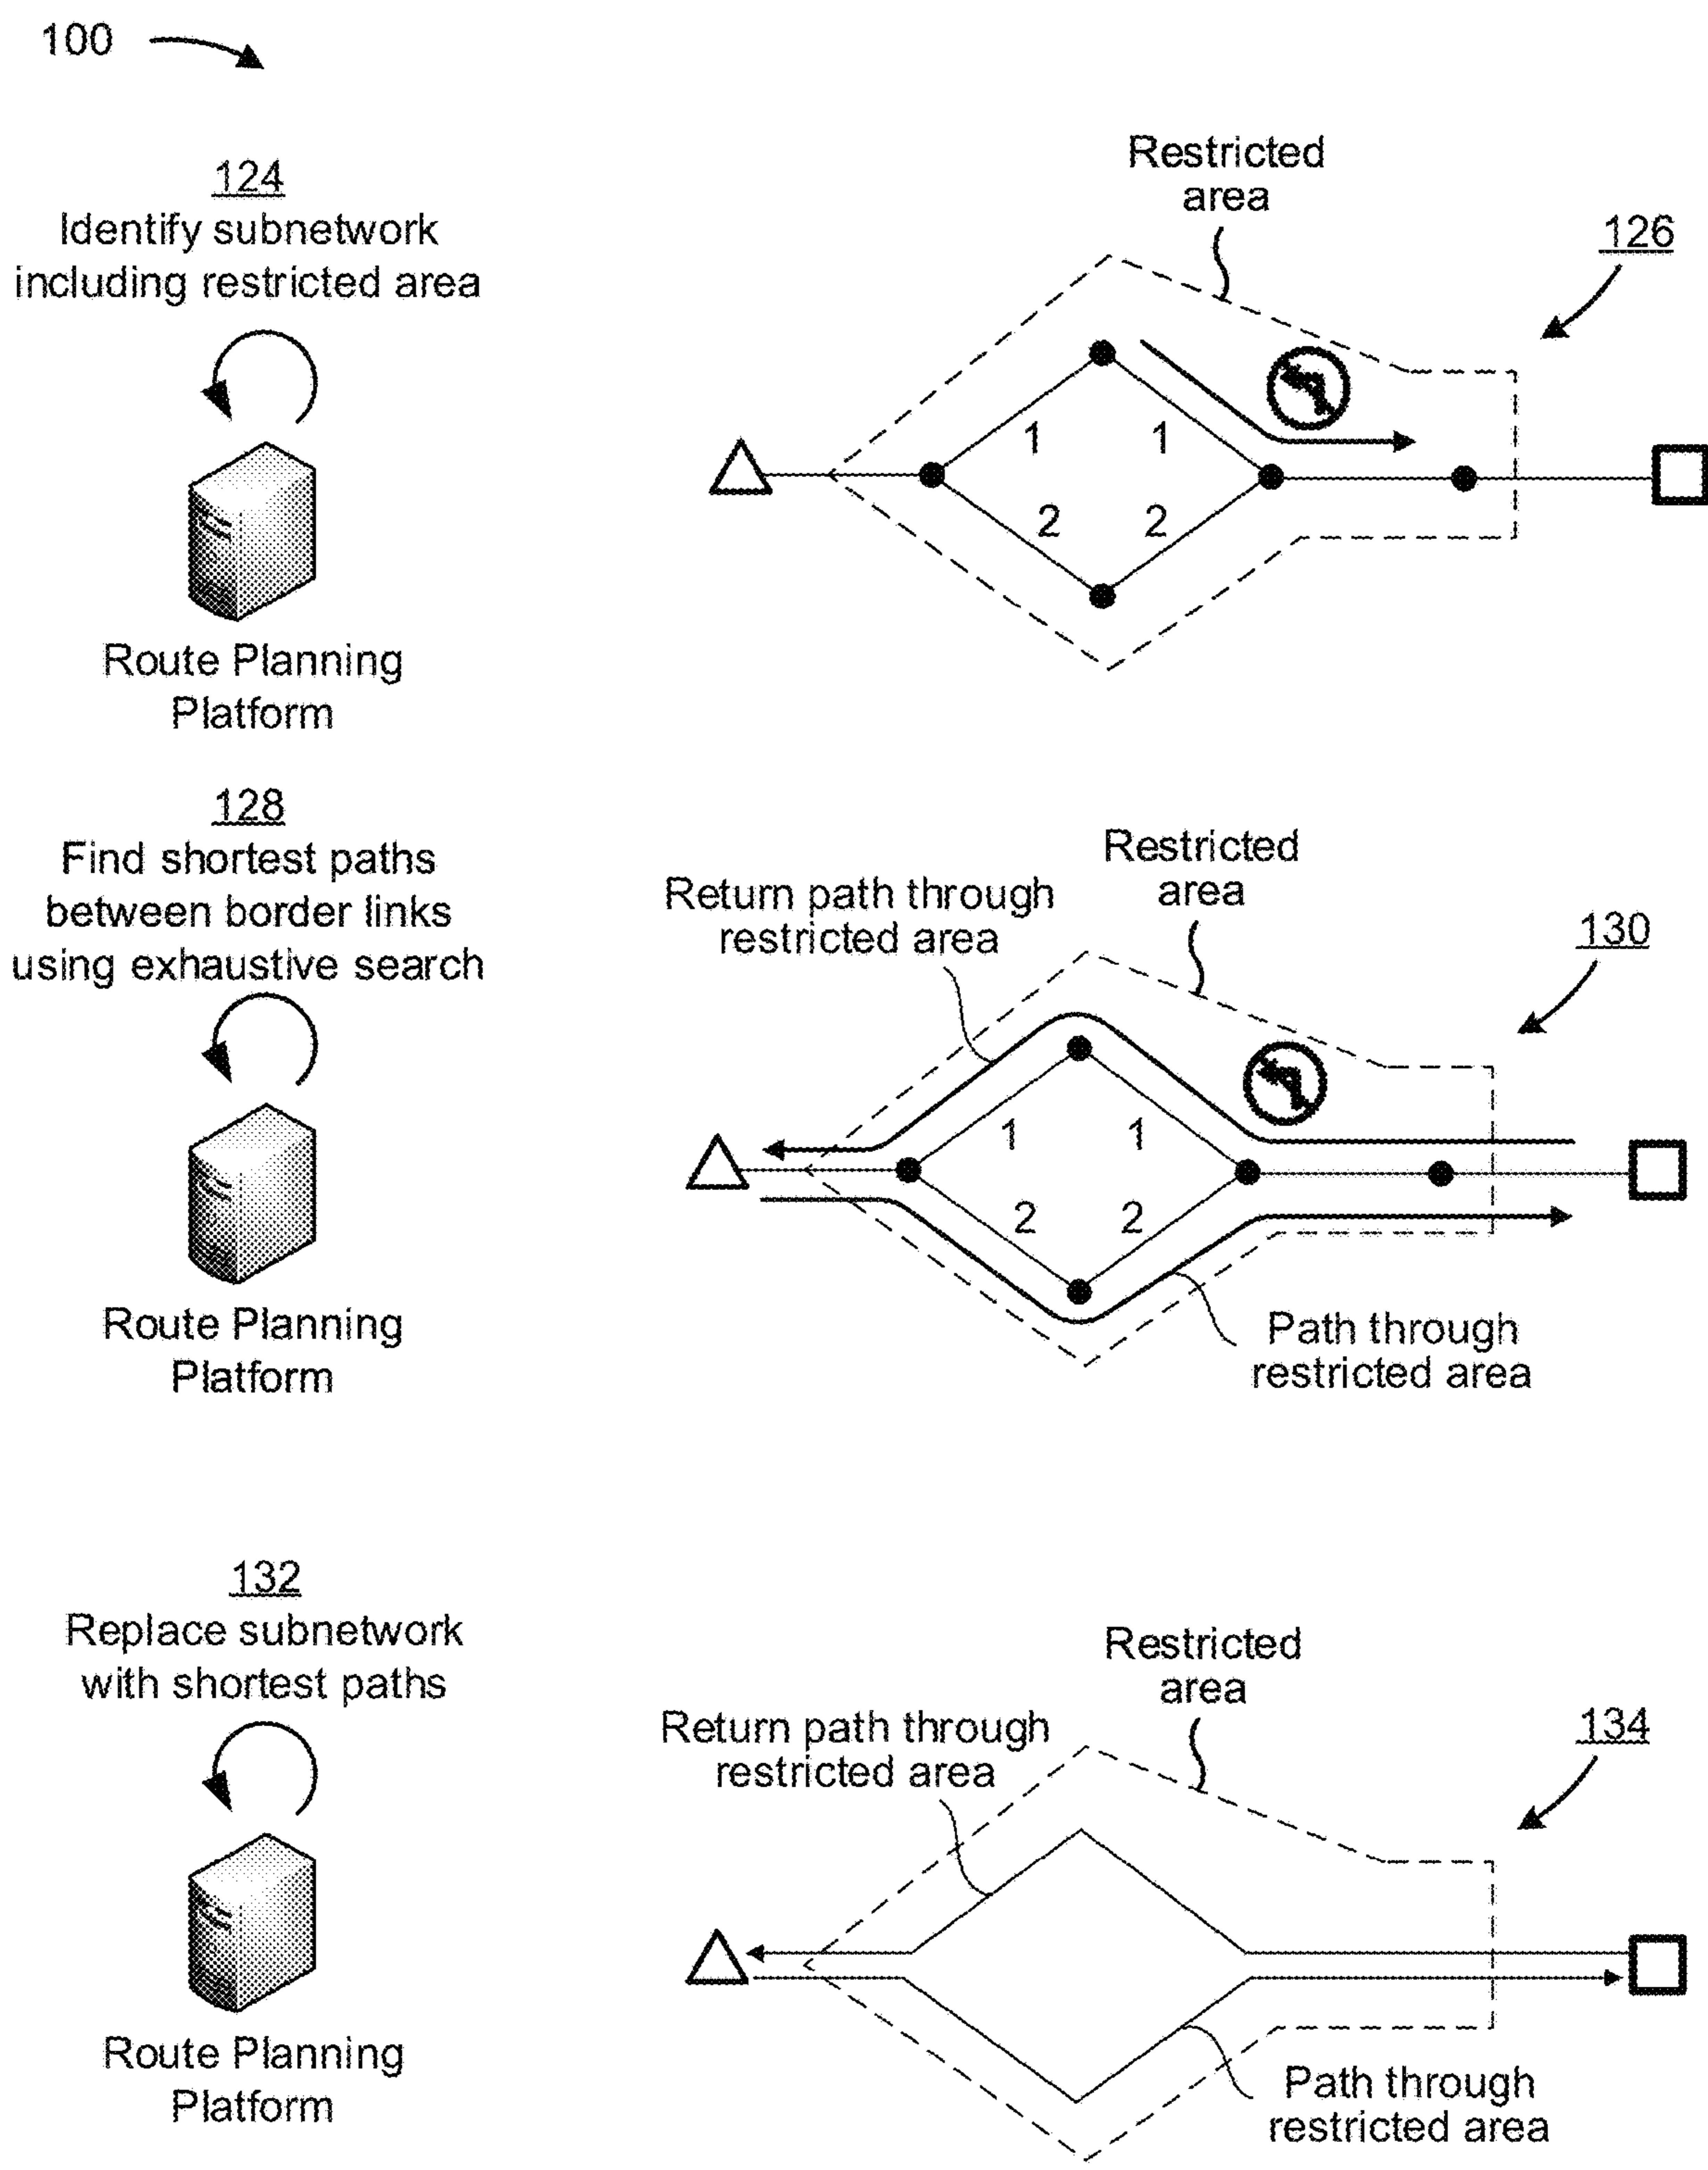 100
124
Identify subnetwork
including restricted area
Route Planning
Platform
Restricted
area
126
1
1
2
2
128
Find shortest paths
between border links
using exhaustive search
Route Planning
Platform
Restricted
area
Return path through
restricted area
130
1
1
2
2
Path through
restricted area
132
Replace subnetwork
with shortest paths
Route Planning
Platform
Restricted
area
Return path through
restricted area
134
Path through
restricted area